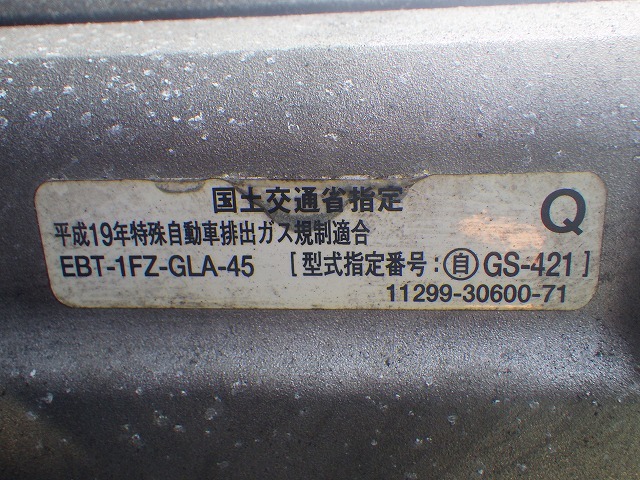 国土交通省指定
Q
平成19年特殊自動車排出ガス規制適合
EBT-1FZ-GLA-45 [型式指定番号:㊂GS-421]
11299-30600-71